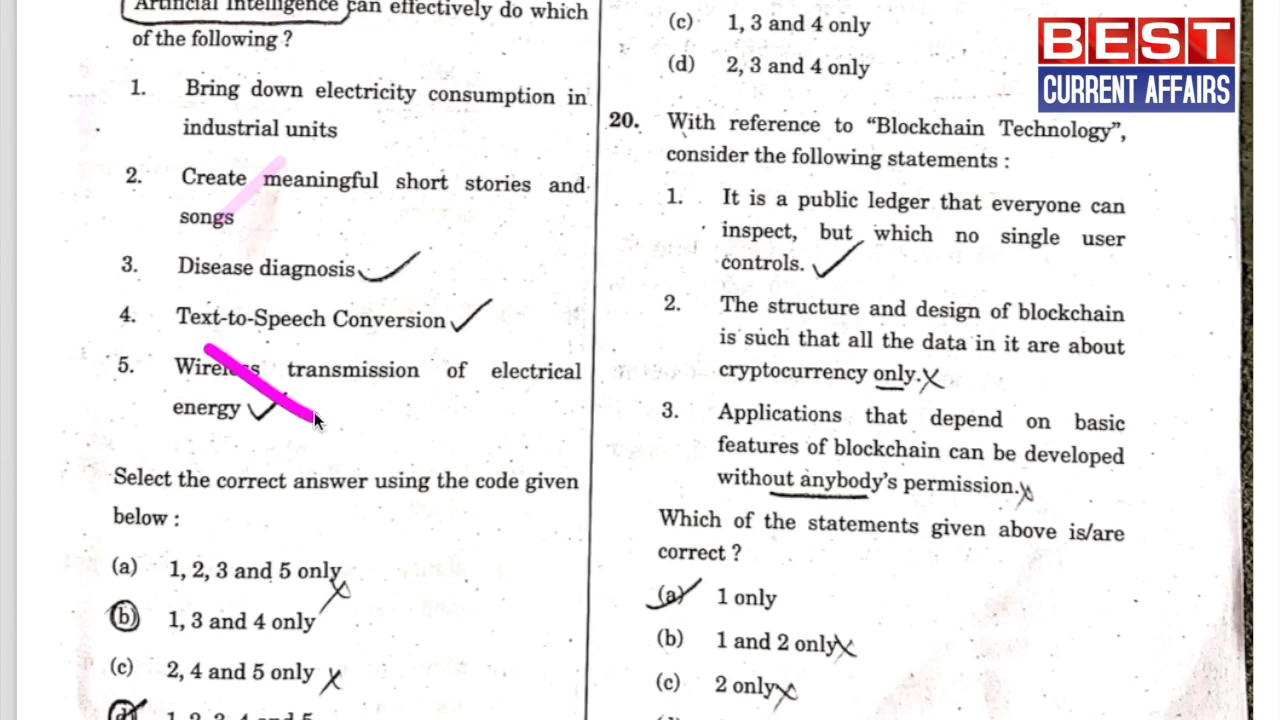 Artificial Intelligence can effectively do which
of the following ?
1. Bring down electricity consumption in
industrial units
2. Create meaningful short stories and
songs
3. Disease diagnosis
4. Text-to-Speech Conversion
5. Wireless transmission of electrical
energy
Select the correct answer using the code given
below :
(a) 1, 2, 3 and 5 only
(b) 1, 3 and 4 only
(c) 2, 4 and 5 only
(d) 1, 2, 3, 4 and 5
(c) 1, 3 and 4 only
(d) 2, 3 and 4 only
20. With reference to “Blockchain Technology”,
consider the following statements :
1. It is a public ledger that everyone can
inspect, but which no single user
controls.
2. The structure and design of blockchain
is such that all the data in it are about
cryptocurrency only.
3. Applications that depend on basic
features of blockchain can be developed
without anybody's permission.
Which of the statements given above is/are
correct ?
(a) 1 only
(b) 1 and 2 only
(c) 2 only
BEST
CURRENT AFFAIRS